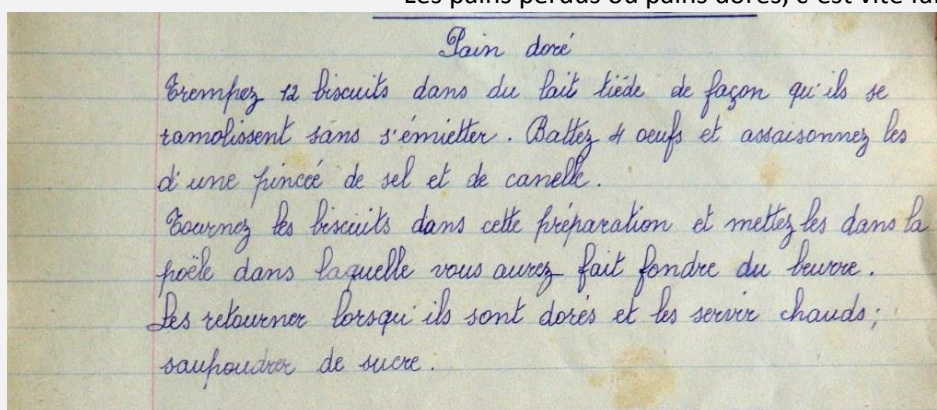 Les pains perdus ou pains dorés, c'est vite fai
Pain doré
Trempez 12 biscuits dans du lait tiède de façon qu'ils se
ramolissent sans s'émietter. Battez 4 oeufs et assaisonnez les
d'une pincée de sel et de canelle.
Tournez les biscuits dans cette préparation et mettez les dans la
poële dans laquelle vous aurez fait fondre du beurre.
Les retourner lorsqu'ils sont dorés et les servir chauds;
saupoudrer de sucre.